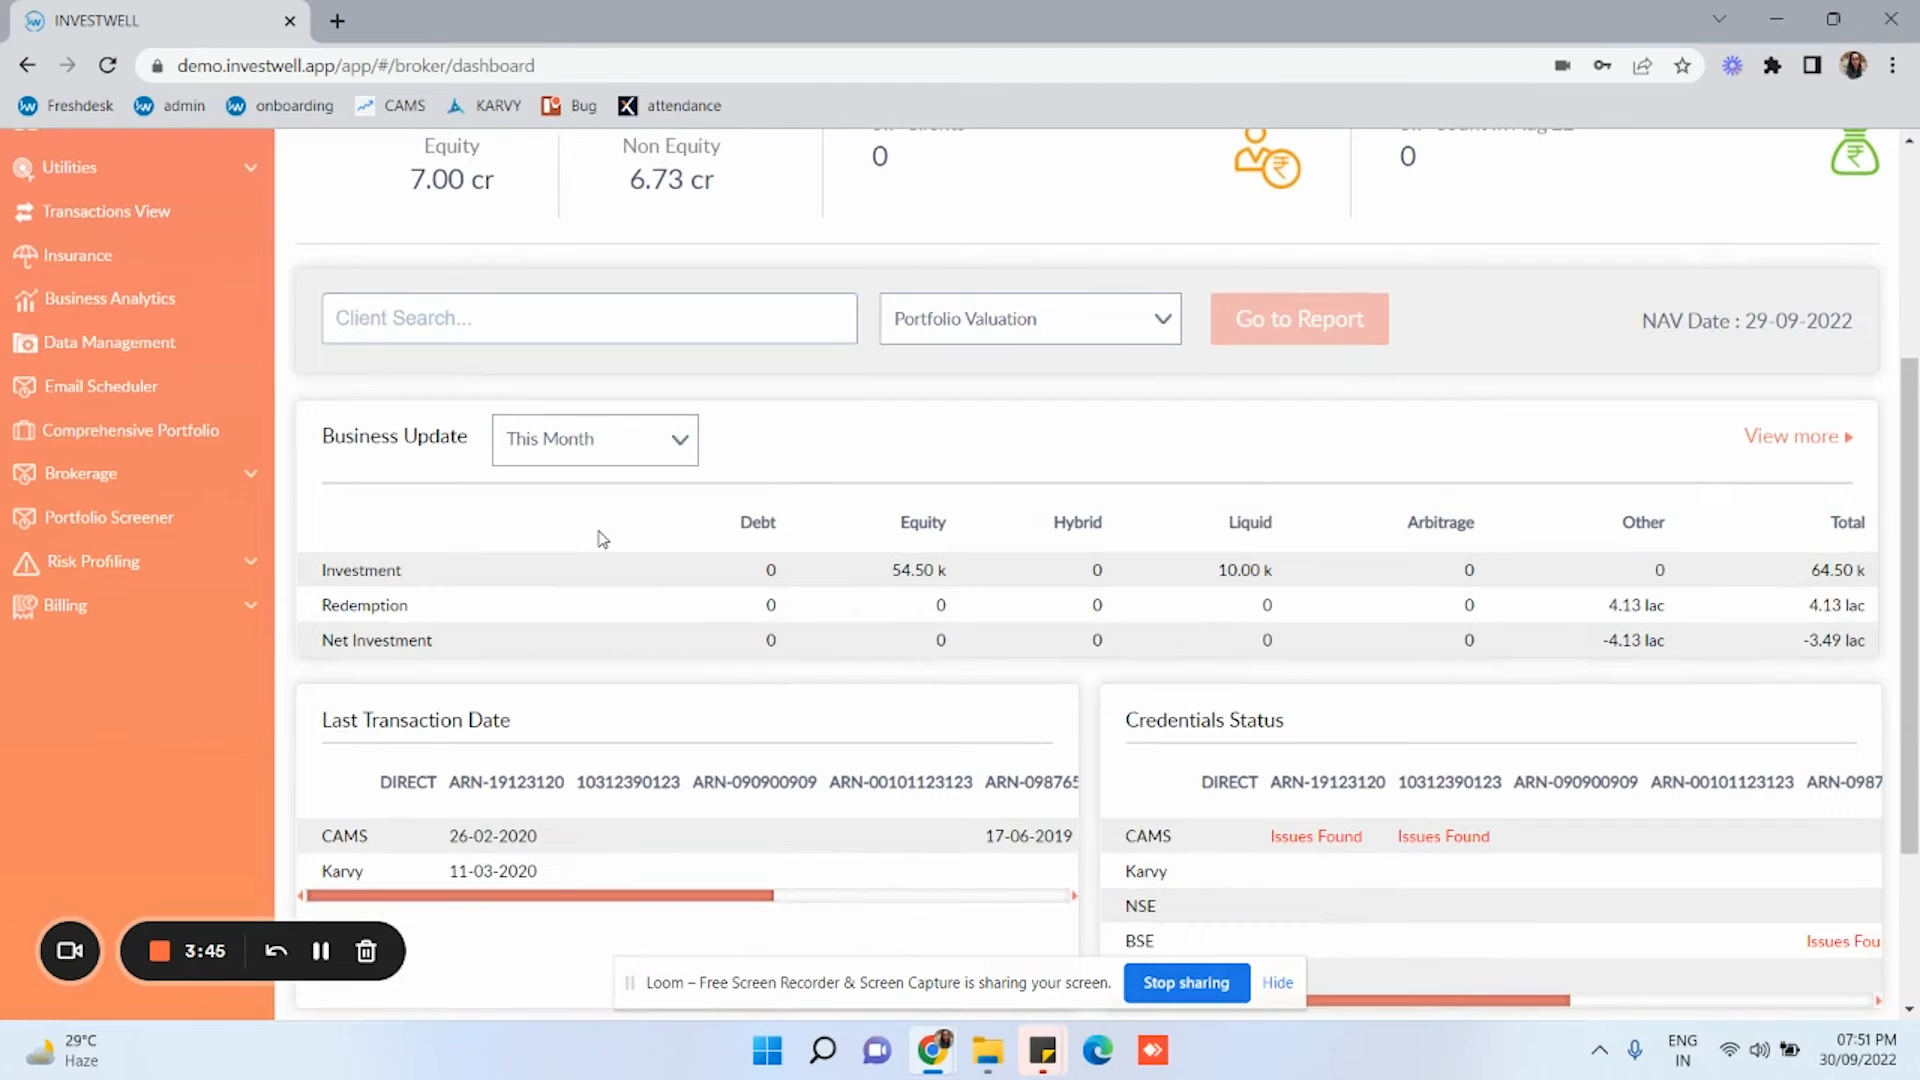 INVESTWELL
demo.investwell.app/app/#/broker/dashboard
Freshdesk admin onboarding CAMS KARVY Bug attendance
Utilities
Transactions View
Insurance
Business Analytics
Data Management
Email Scheduler
Comprehensive Portfolio
Brokerage
Portfolio Screener
Risk Profiling
Billing
Equity Non Equity
7.00 cr 6.73 cr 0 0
Client Search... Portfolio Valuation Go to Report NAV Date : 29-09-2022
Business Update This Month View more
Debt Equity Hybrid Liquid Arbitrage Other Total
Investment 0 54.50 k 0 10.00 k 0 0 64.50 k
Redemption 0 0 0 0 0 4.13 lac 4.13 lac
Net Investment 0 0 0 0 0 -4.13 lac -3.49 lac
Last Transaction Date
DIRECT ARN-19123120 10312390123 ARN-090900909 ARN-00101123123 ARN-098765
CAMS 26-02-2020 17-06-2019
Karvy 11-03-2020
Credentials Status
DIRECT ARN-19123120 10312390123 ARN-090900909 ARN-00101123123 ARN-0987
CAMS Issues Found Issues Found
Karvy
NSE
BSE Issues Fou
3:45
Loom – Free Screen Recorder & Screen Capture is sharing your screen. Stop sharing Hide
29°C
Haze
ENG
IN
07:51 PM
30/09/2022